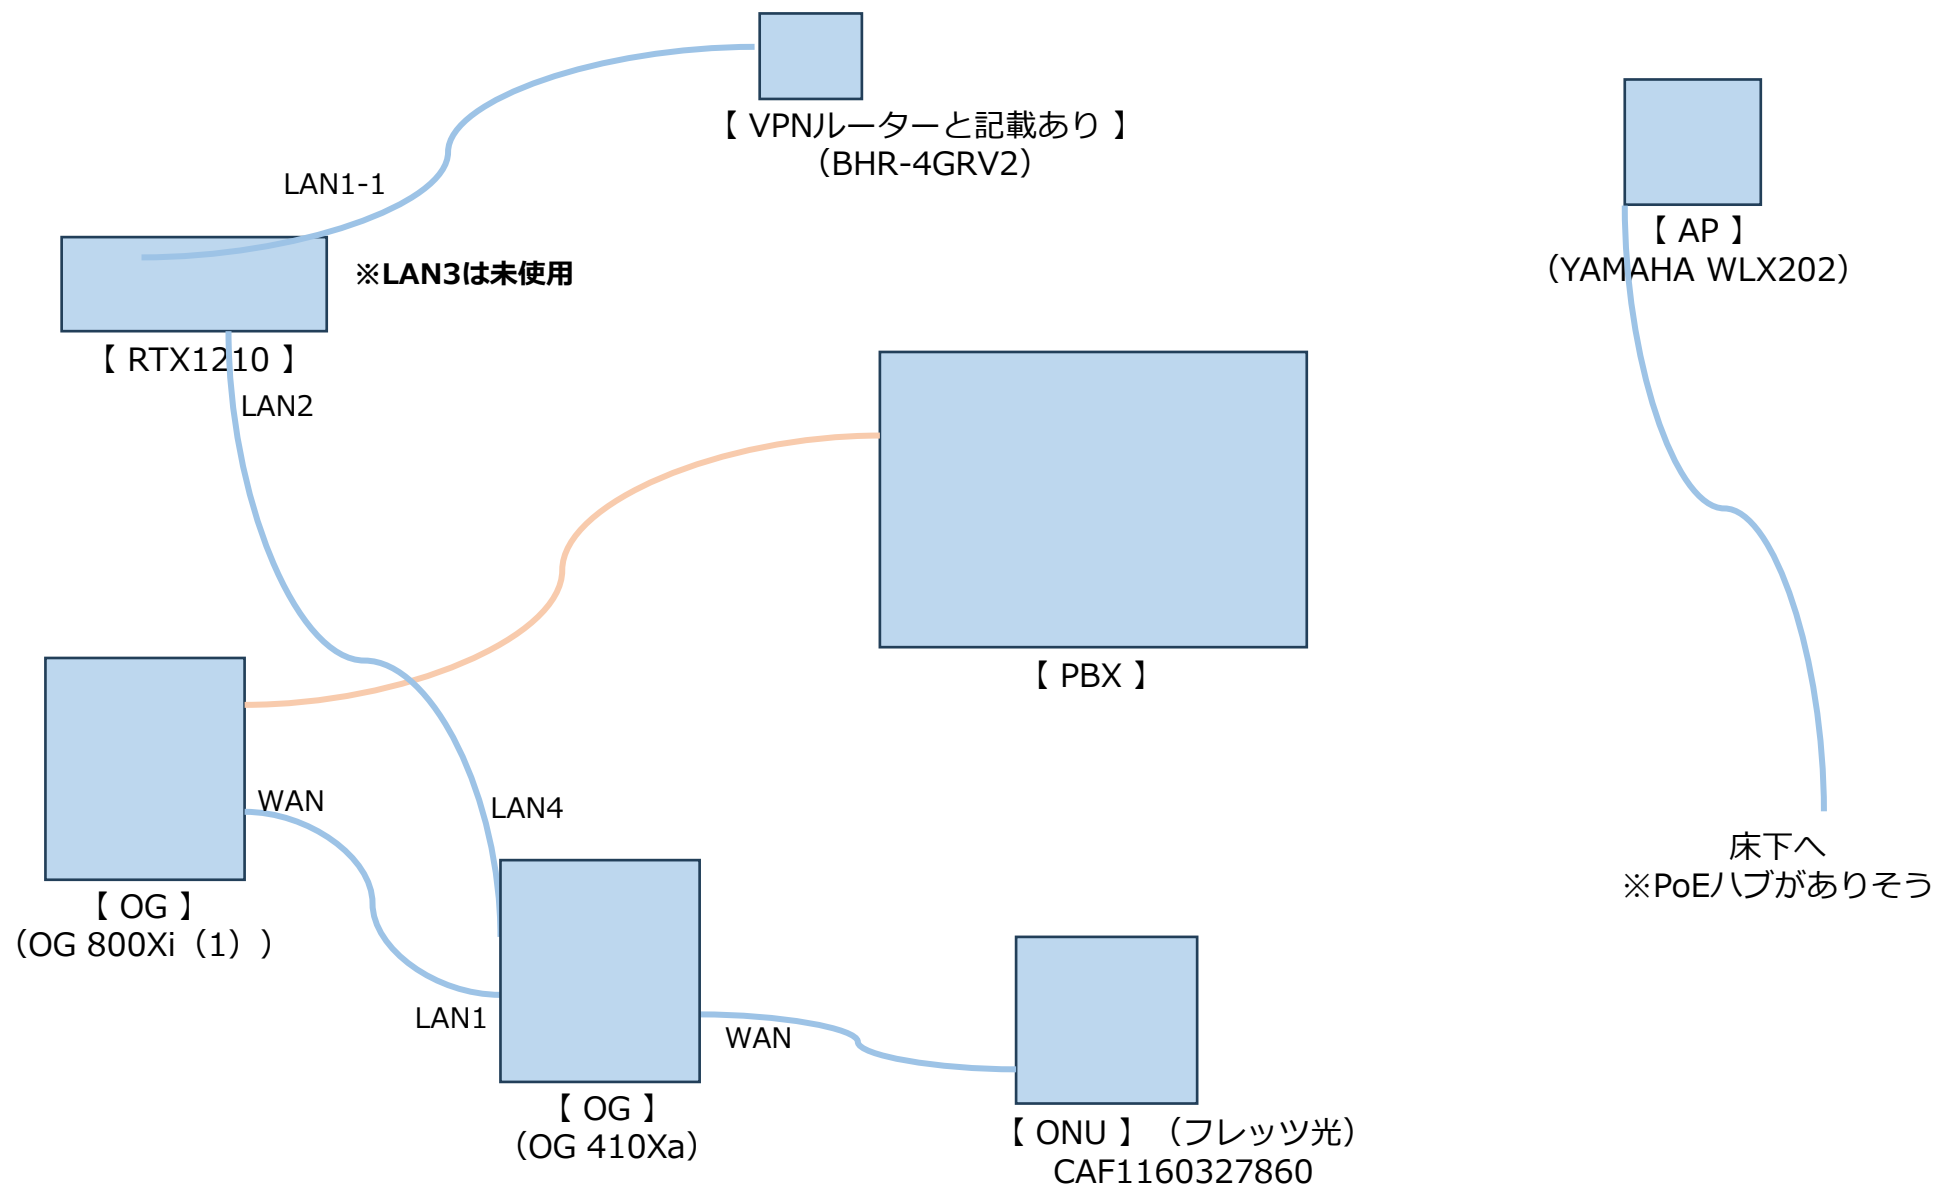 【 VPNルーターと記載あり 】
（BHR-4GRV2）
LAN1-1
【 AP 】
（YAMAHA WLX202）
※LAN3は未使用
【 RTX1210 】
LAN2
【 PBX 】
WAN
LAN4
床下へ
※PoEハブがありそう
【 OG 】
（OG 800Xi（1））
LAN1
WAN
【 OG 】
（OG 410Xa）
【 ONU 】（フレッツ光）
CAF1160327860